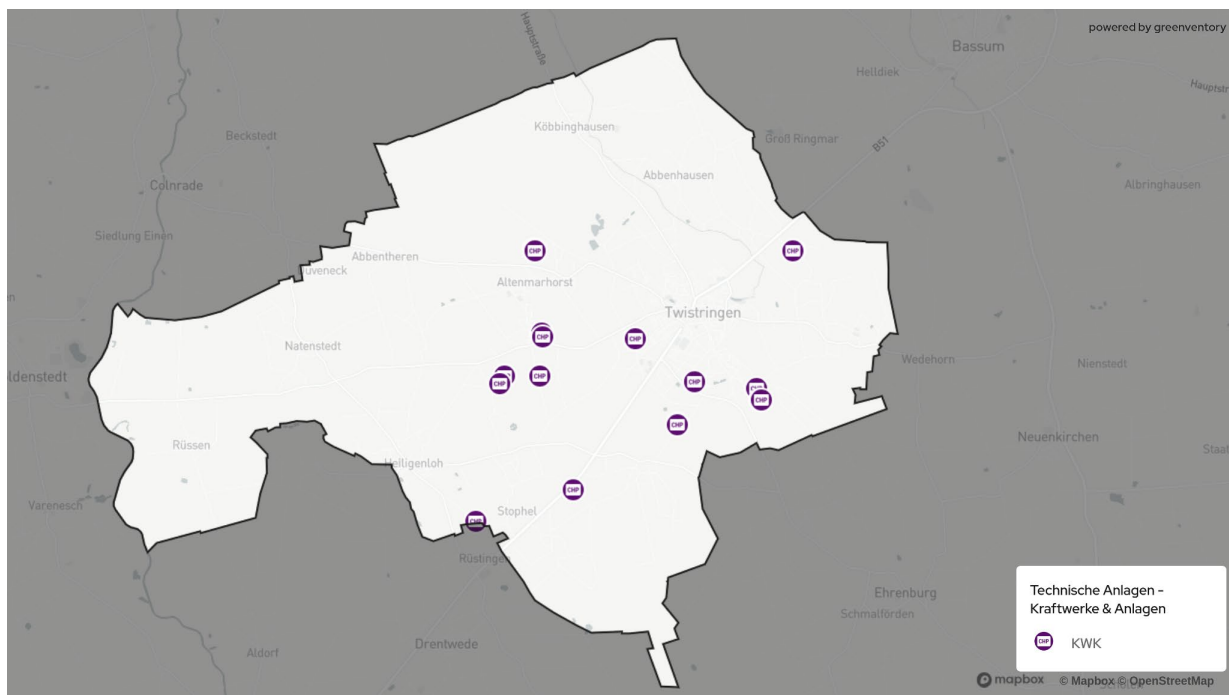 powered by greenventory
Hauptstraße
Bassum
Helldiek
Hauptstr
Köbbinghausen
Beckstedt
Groß Ringmar
B51
Abbenhausen
Colnrade
Albringhausen
Siedlung Einen
Abbentheren
CHP
CHP
Duveneck
Altenmarhorst
Twistringen
CHP
CHP
Natenstedt
Wedehorn
Nienstedt
ldenstedt
CHP
CHP
CHP
CHP
CHP
Neuenkirchen
Rüssen
Staat
Heiligenloh
CHP
Varenesch
Stophel
CHP
Rüstingen
Technische Anlagen -
Kraftwerke & Anlagen
Ehrenburg
Schmalförden
CHP KWK
Drentwede
Aldorf
mapbox © Mapbox © OpenStreetMap